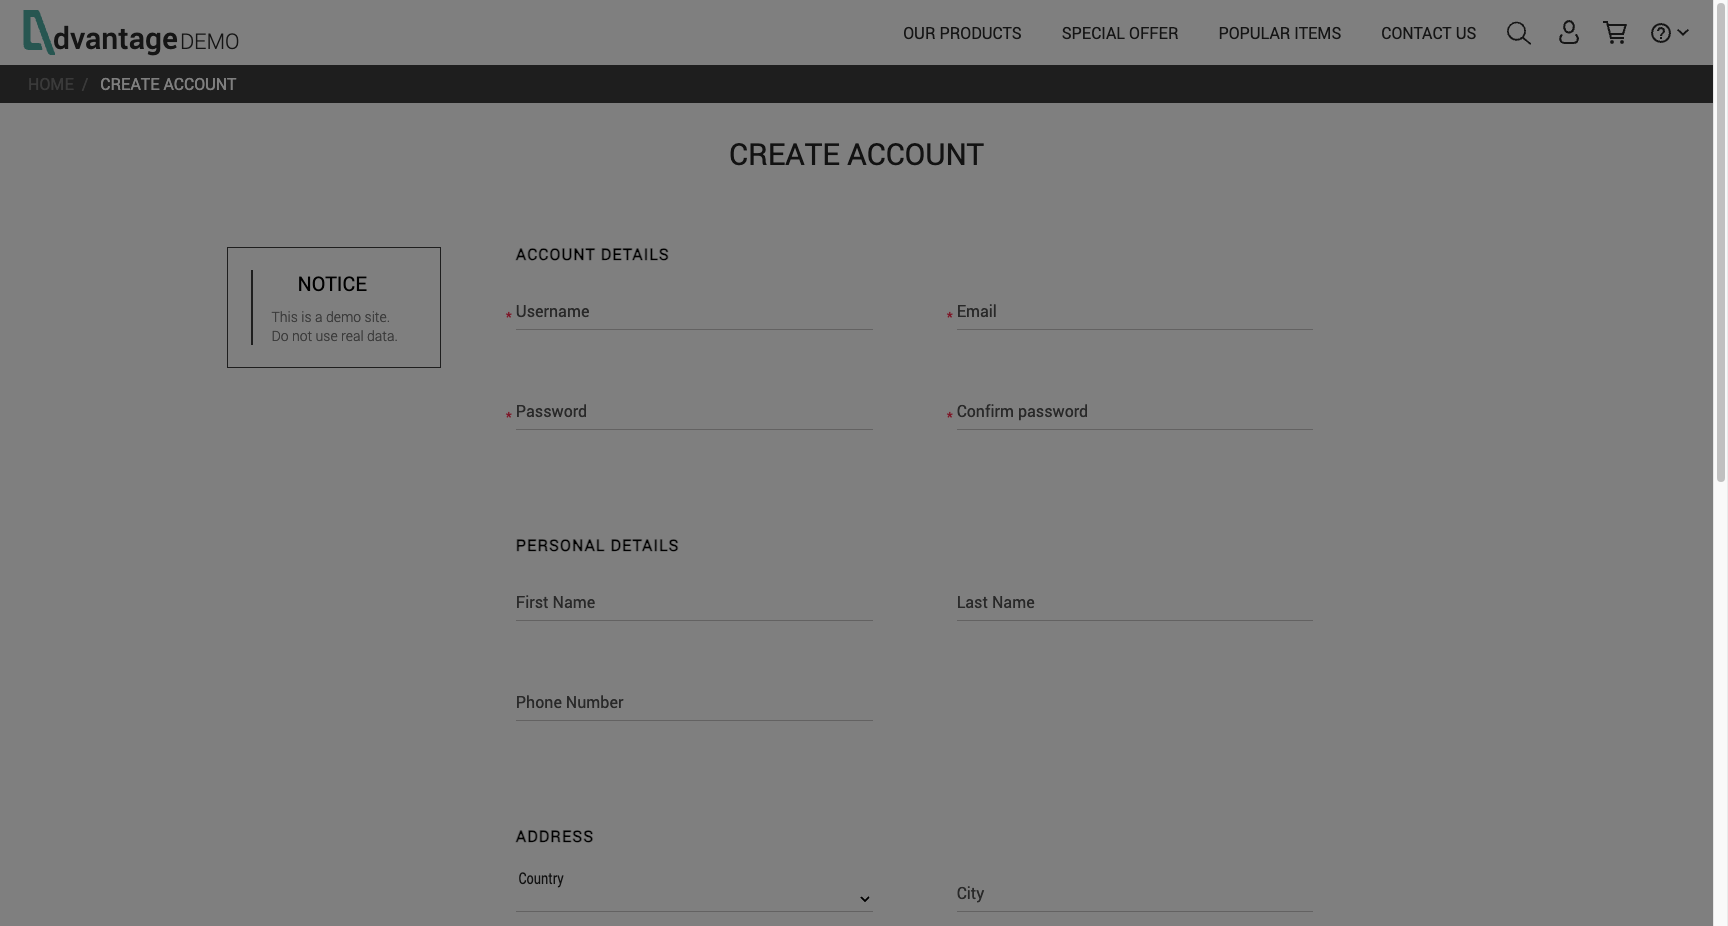 dvantage DEMO
OUR PRODUCTS SPECIAL OFFER POPULAR ITEMS CONTACT US
HOME / CREATE ACCOUNT
CREATE ACCOUNT
NOTICE
This is a demo site.
Do not use real data.
ACCOUNT DETAILS
* Username
* Email
* Password
* Confirm password
PERSONAL DETAILS
First Name
Last Name
Phone Number
ADDRESS
Country
City